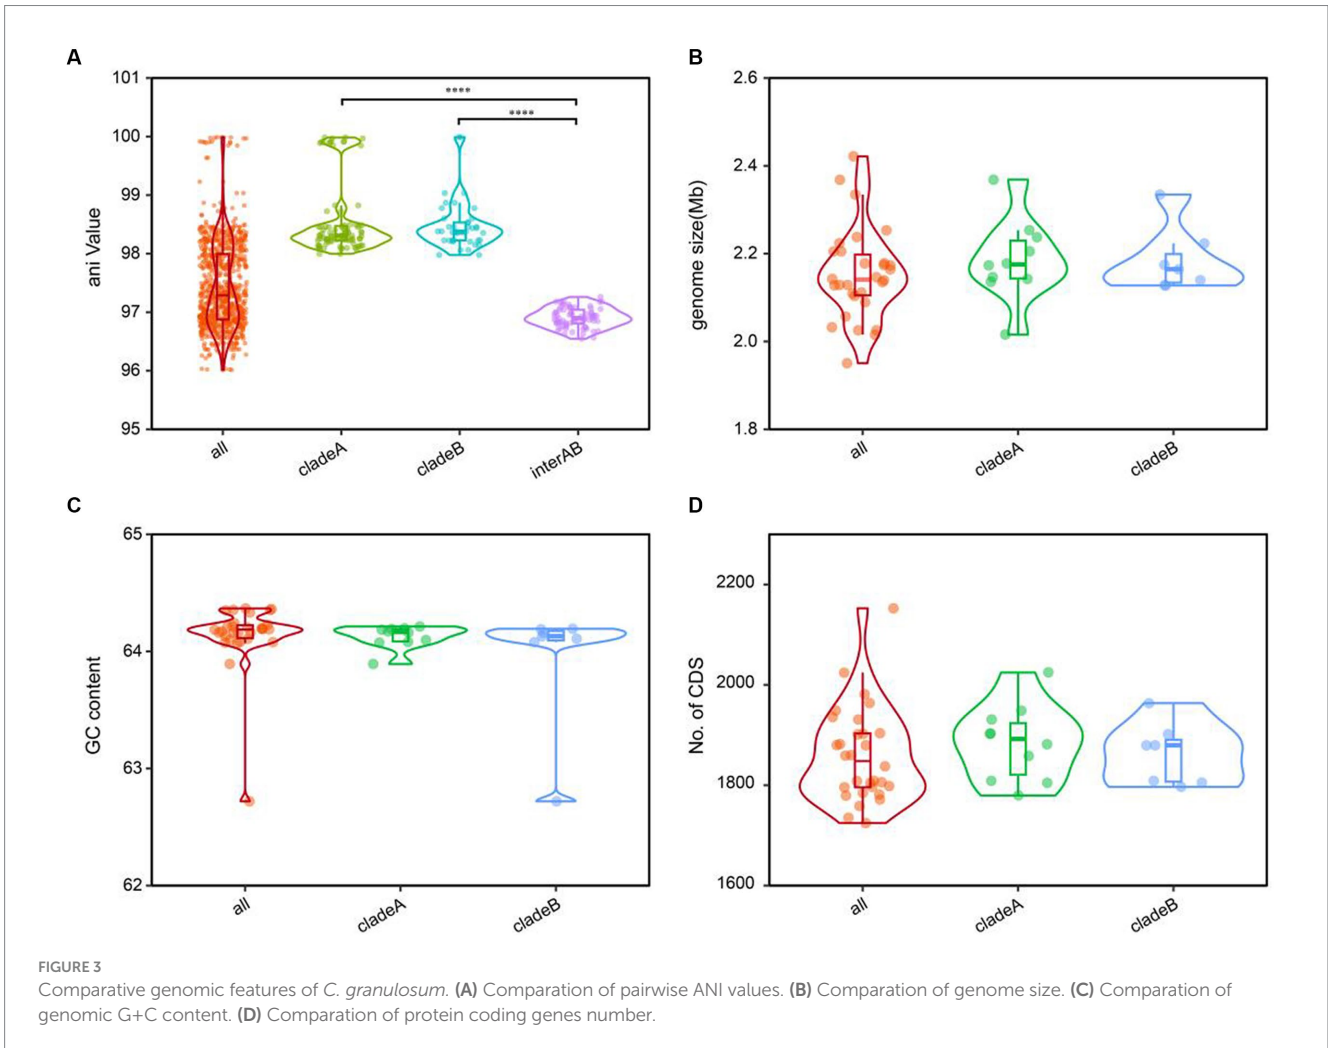 A
B
101
100
99
98
97
96
95
ani Value
****
****
all
cladeA
cladeB
interAB
2.6
2.4
2.2
2.0
1.8
genome size(Mb)
all
cladeA
cladeB
C
D
65
64
63
62
GC content
all
cladeA
cladeB
2200
2000
1800
1600
No. of CDS
all
cladeA
cladeB
FIGURE 3
Comparative genomic features of C. granulosum. (A) Comparation of pairwise ANI values. (B) Comparation of genome size. (C) Comparation of
genomic G+C content. (D) Comparation of protein coding genes number.